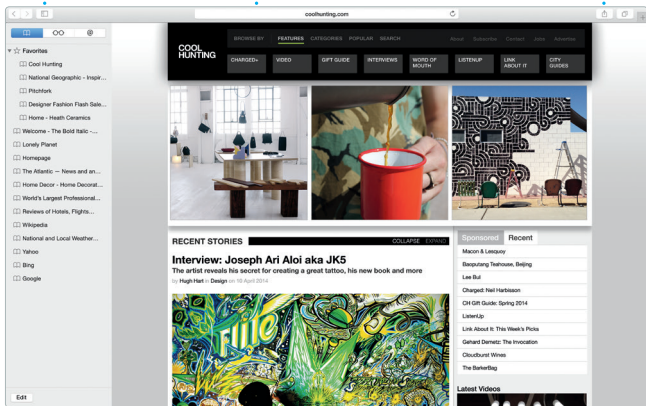 coolhunting.com
@
Favorites
Cool Hunting
National Geographic - Inspir...
Pitchfork
Designer Fashion Flash Sale...
Home - Heath Ceramics
Welcome - The Bold Italic -...
Lonely Planet
Homepage
The Atlantic — News and an...
Home Decor - Home Decorat...
World's Largest Professional...
Reviews of Hotels, Flights...
Wikipedia
National and Local Weather...
Yahoo
Bing
Google
Edit
COOL
HUNTING
BROWSE BY FEATURES CATEGORIES POPULAR SEARCH
About Subscribe Contact Jobs Advertise
CHARGED» VIDEO GIFT GUIDE INTERVIEWS WORD OF MOUTH LISTENUP LINK ABOUT IT CITY GUIDES
RECENT STORIES COLLAPSE EXPAND
Interview: Joseph Ari Aloi aka JK5
The artist reveals his secret for creating a great tattoo, his new book and more
by Hugh Hart in Design on 16 April 2014
Sponsored Recent
Macon & Lesquoy
Baoputang Teahouse, Beijing
Lee Bul
Charged: Neil Harbisson
CH Gift Guide: Spring 2014
ListenUp
Link About It: This Week's Picks
Gehard Demetz: The Invocation
Cloudburst Wines
The BarkerBag
Latest Videos